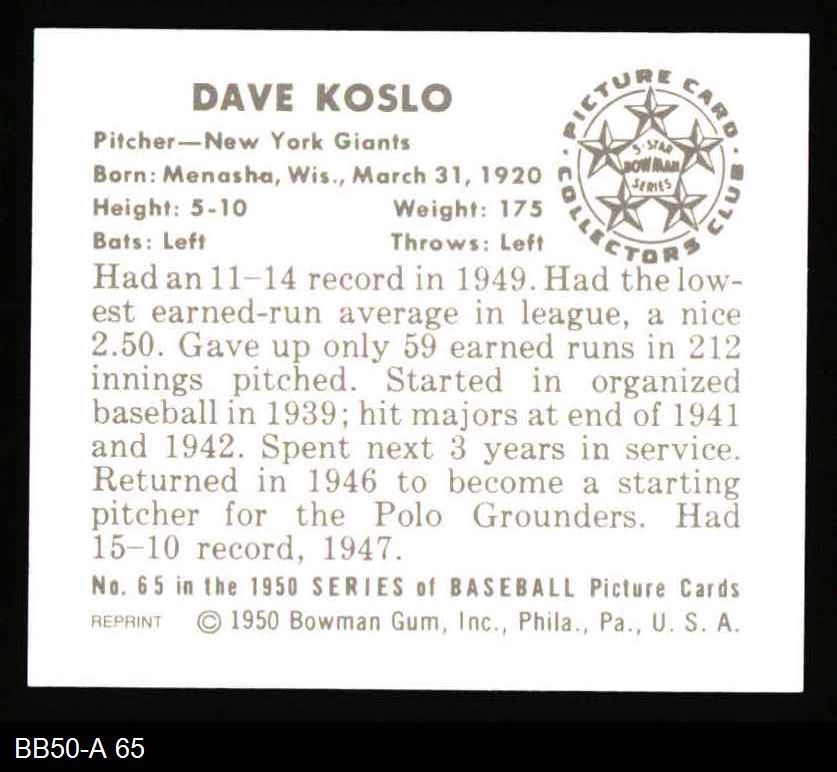 DAVE KOSLO
Pitcher—New York Giants
Born: Menasha, Wis., March 31, 1920
Height: 5-10 Weight: 175
Bats: Left Throws: Left
PICTURE CARD COLLECTORS CLUB
5-STAR
BOWMAN
SERIES
Had an 11–14 record in 1949. Had the low-
est earned-run average in league, a nice
2.50. Gave up only 59 earned runs in 212
innings pitched. Started in organized
baseball in 1939; hit majors at end of 1941
and 1942. Spent next 3 years in service.
Returned in 1946 to become a starting
pitcher for the Polo Grounders. Had
15–10 record, 1947.
No. 65 in the 1950 SERIES of BASEBALL Picture Cards
REPRINT © 1950 Bowman Gum, Inc., Phila., Pa., U. S. A.
BB50-A 65